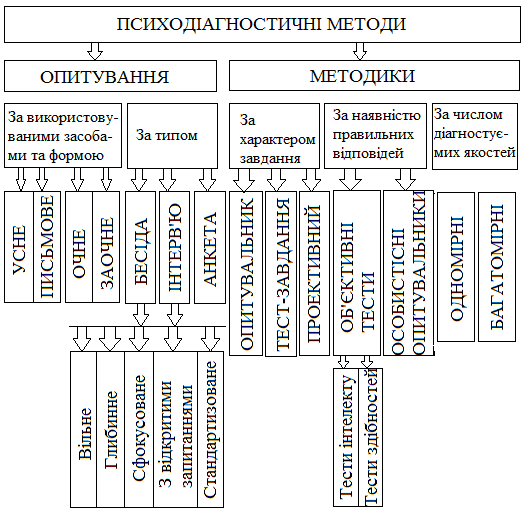 ПСИХОДІАГНОСТИЧНІ МЕТОДИ
ОПИТУВАННЯ
МЕТОДИКИ
За використову-
ваними засоба-
ми та формою
За типом
За
характером
завдання
За наявністю
правильних
відповідей
За числом
діагностує-
мих якостей
УСНЕ
ПИСЬМОВЕ
ОЧНЕ
ЗАОЧНЕ
БЕСІДА
ІНТЕРВ'Ю
АНКЕТА
ОПИТУВАЛЬНИК
ТЕСТ-ЗАВДАННЯ
ПРОЕКТИВНИЙ
ОБ'ЄКТИВНІ
ТЕСТИ
ОСОБИСТІСНІ
ОПИТУВАЛЬНИКИ
ОДНОМІРНІ
БАГАТОМІРНІ
Вільне
Глибинне
Сфокусоване
З відкритими
запитаннями
Стандартизоване
Тести інтелекту
Тести здібностей